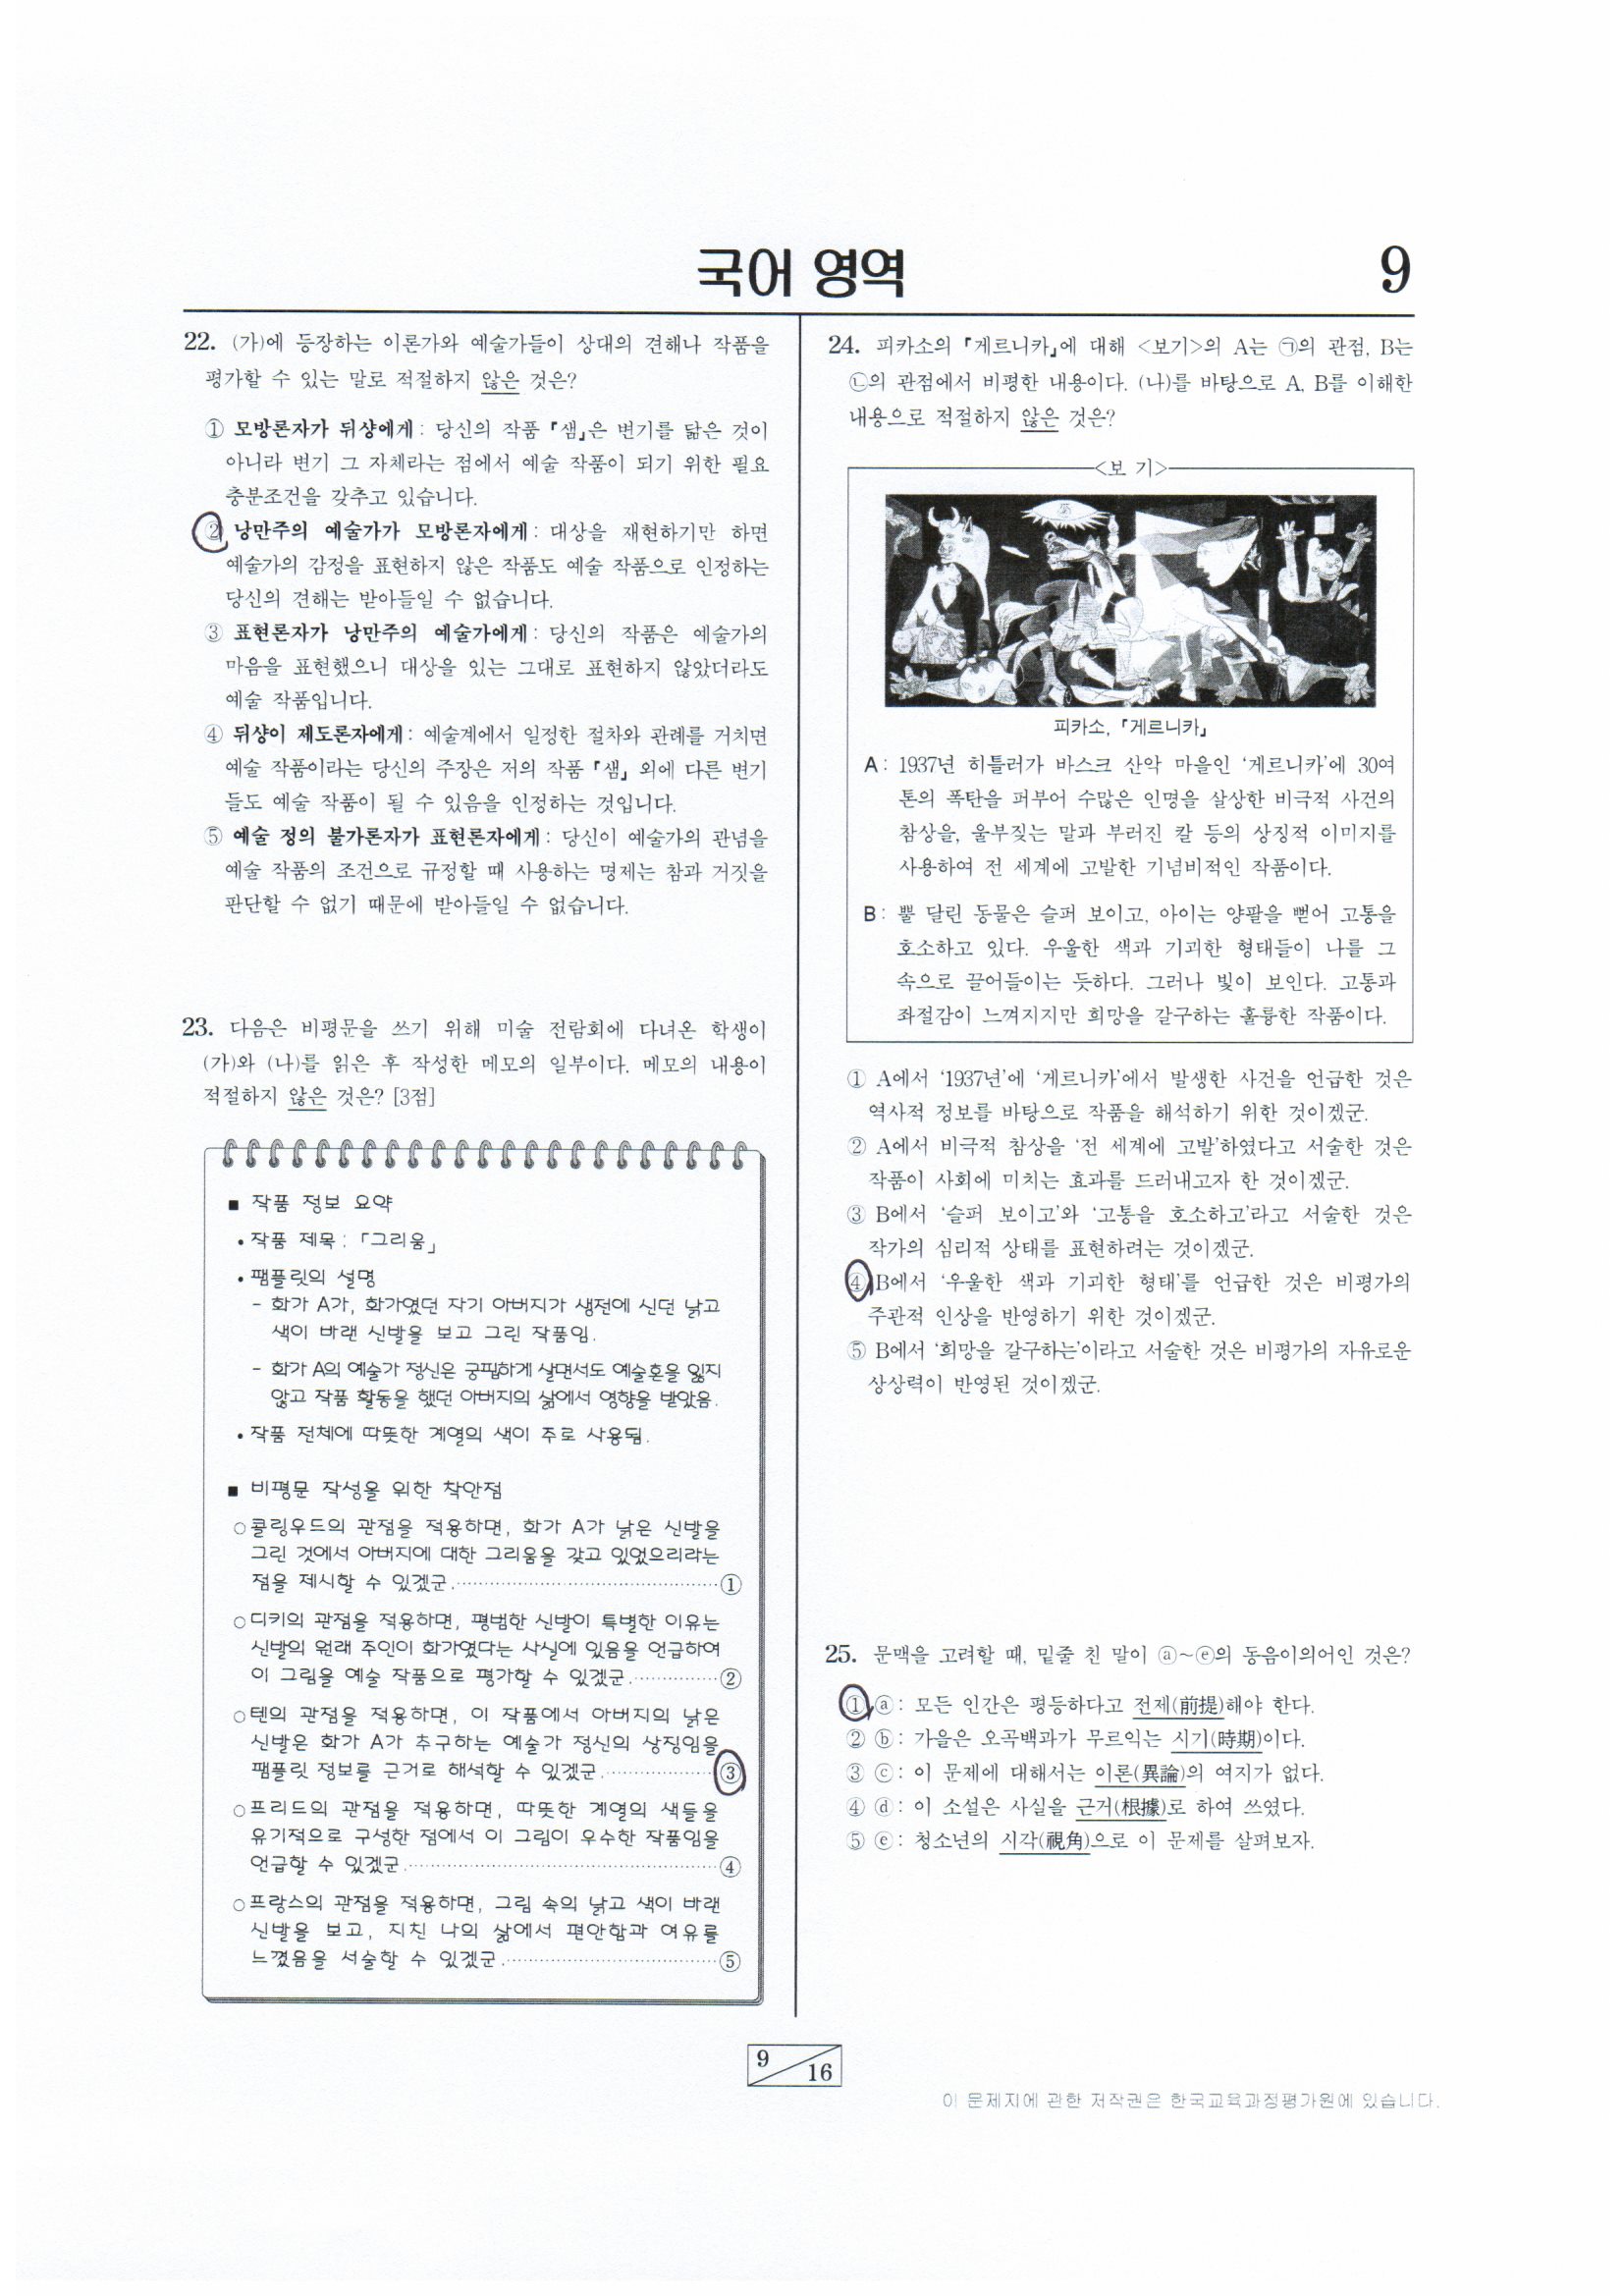 국어 영역
9
22. (가)에 등장하는 이론가와 예술가들이 상대의 견해나 작품을
평가할 수 있는 말로 적절하지 않은 것은?
① 모방론자가 뒤샹에게: 당신의 작품 『샘』은 변기를 닮은 것이
아니라 변기 그 자체라는 점에서 예술 작품이 되기 위한 필요
충분조건을 갖추고 있습니다.
② 낭만주의 예술가가 모방론자에게: 대상을 재현하기만 하면
예술가의 감정을 표현하지 않은 작품도 예술 작품으로 인정하는
당신의 견해는 받아들일 수 없습니다.
③ 표현론자가 낭만주의 예술가에게: 당신의 작품은 예술가의
마음을 표현했으니 대상을 있는 그대로 표현하지 않았더라도
예술 작품입니다.
④ 뒤샹이 제도론자에게: 예술계에서 일정한 절차와 관례를 거치면
예술 작품이라는 당신의 주장은 저의 작품 『샘』 외에 다른 변기
들도 예술 작품이 될 수 있음을 인정하는 것입니다.
⑤ 예술 정의 불가론자가 표현론자에게: 당신이 예술가의 관념을
예술 작품의 조건으로 규정할 때 사용하는 명제는 참과 거짓을
판단할 수 없기 때문에 받아들일 수 없습니다.
23. 다음은 비평문을 쓰기 위해 미술 전람회에 다녀온 학생이
(가)와 (나)를 읽은 후 작성한 메모의 일부이다. 메모의 내용이
적절하지 않은 것은? [3점]
■ 작품 정보 요약
• 작품 제목: 「그리움」
• 팸플릿의 설명
- 화가 A가, 화가였던 자기 아버지가 생전에 신던 낡고
색이 바랜 신발을 보고 그린 작품임.
- 화가 A의 예술가 정신은 궁핍하게 살면서도 예술혼을 잃지
않고 작품 활동을 했던 아버지의 삶에서 영향을 받았음.
• 작품 전체에 따뜻한 계열의 색이 주로 사용됨.
■ 비평문 작성을 위한 착안점
○ 콜링우드의 관점을 적용하면, 화가 A가 낡은 신발을
그린 것에서 아버지에 대한 그리움을 갖고 있었으리라는
점을 제시할 수 있겠군. ①
○ 디키의 관점을 적용하면, 평범한 신발이 특별한 이유는
신발의 원래 주인이 화가였다는 사실에 있음을 언급하여
이 그림을 예술 작품으로 평가할 수 있겠군. ②
○ 텐의 관점을 적용하면, 이 작품에서 아버지의 낡은
신발은 화가 A가 추구하는 예술가 정신의 상징임을
팸플릿 정보를 근거로 해석할 수 있겠군. ③
○ 프리드의 관점을 적용하면, 따뜻한 계열의 색들을
유기적으로 구성한 점에서 이 그림이 우수한 작품임을
언급할 수 있겠군. ④
○ 프랑스의 관점을 적용하면, 그림 속의 낡고 색이 바랜
신발을 보고, 지친 나의 삶에서 편안함과 여유를
느꼈음을 서술할 수 있겠군. ⑤
24. 피카소의 『게르니카』에 대해 <보기>의 A는 ㉠의 관점, B는
㉡의 관점에서 비평한 내용이다. (나)를 바탕으로 A, B를 이해한
내용으로 적절하지 않은 것은?
<보 기>
피카소, 『게르니카』
A: 1937년 히틀러가 바스크 산악 마을인 '게르니카'에 30여
톤의 폭탄을 퍼부어 수많은 인명을 살상한 비극적 사건의
참상을, 울부짖는 말과 부러진 칼 등의 상징적 이미지를
사용하여 전 세계에 고발한 기념비적인 작품이다.
B: 뿔 달린 동물은 슬퍼 보이고, 아이는 양팔을 뻗어 고통을
호소하고 있다. 우울한 색과 기괴한 형태들이 나를 그
속으로 끌어들이는 듯하다. 그러나 빛이 보인다. 고통과
좌절감이 느껴지지만 희망을 갈구하는 훌륭한 작품이다.
① A에서 '1937년'에 '게르니카'에서 발생한 사건을 언급한 것은
역사적 정보를 바탕으로 작품을 해석하기 위한 것이겠군.
② A에서 비극적 참상을 '전 세계에 고발'하였다고 서술한 것은
작품이 사회에 미치는 효과를 드러내고자 한 것이겠군.
③ B에서 '슬퍼 보이고'와 '고통을 호소하고'라고 서술한 것은
작가의 심리적 상태를 표현하려는 것이겠군.
④ B에서 '우울한 색과 기괴한 형태'를 언급한 것은 비평가의
주관적 인상을 반영하기 위한 것이겠군.
⑤ B에서 '희망을 갈구하는'이라고 서술한 것은 비평가의 자유로운
상상력이 반영된 것이겠군.
25. 문맥을 고려할 때, 밑줄 친 말이 ⓐ~ⓔ의 동음이의어인 것은?
① ⓐ: 모든 인간은 평등하다고 전제(前提)해야 한다.
② ⓑ: 가을은 오곡백과가 무르익는 시기(時期)이다.
③ ⓒ: 이 문제에 대해서는 이론(異論)의 여지가 없다.
④ ⓓ: 이 소설은 사실을 근거(根據)로 하여 쓰였다.
⑤ ⓔ: 청소년의 시각(視角)으로 이 문제를 살펴보자.
9
16
이 문제지에 관한 저작권은 한국교육과정평가원에 있습니다.